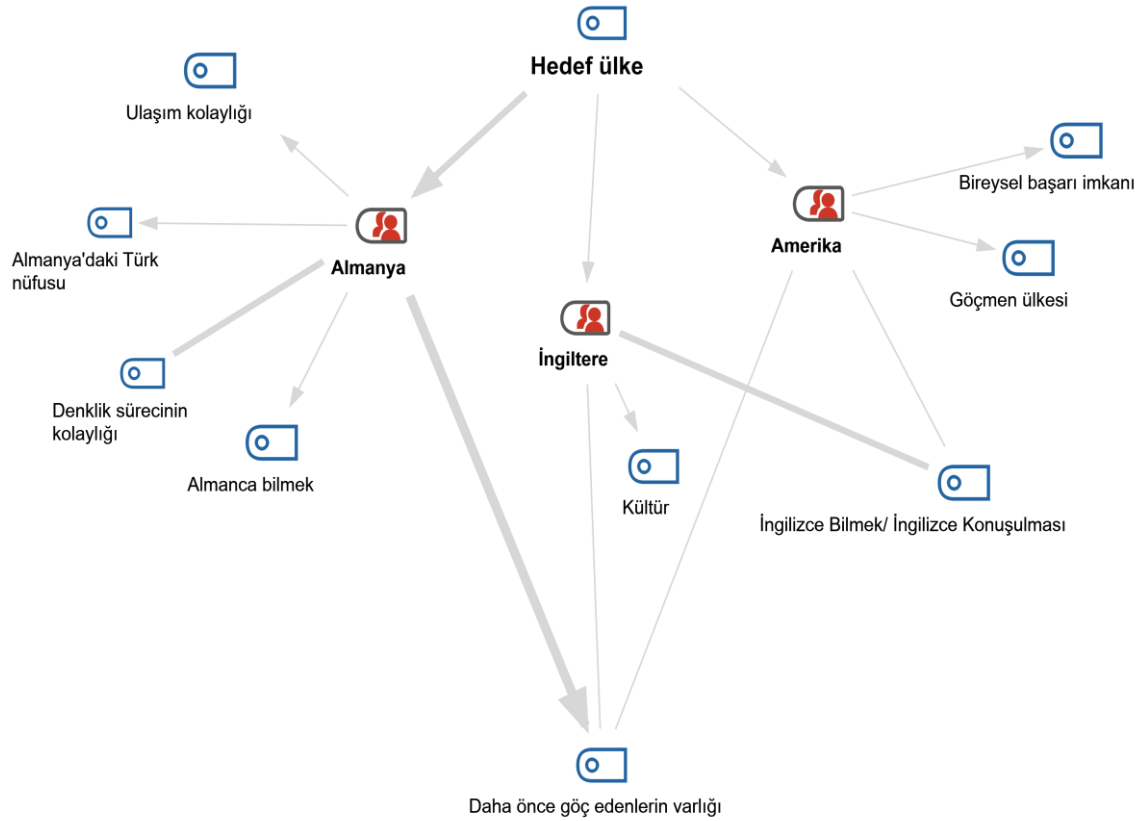 Hedef ülke
Ulaşım kolaylığı
Bireysel başarı imkanı
Almanya'daki Türk
nüfusu
Almanya
Amerika
Göçmen ülkesi
İngiltere
Denklik sürecinin
kolaylığı
Almanca bilmek
Kültür
İngilizce Bilmek/ İngilizce Konuşulması
Daha önce göç edenlerin varlığı